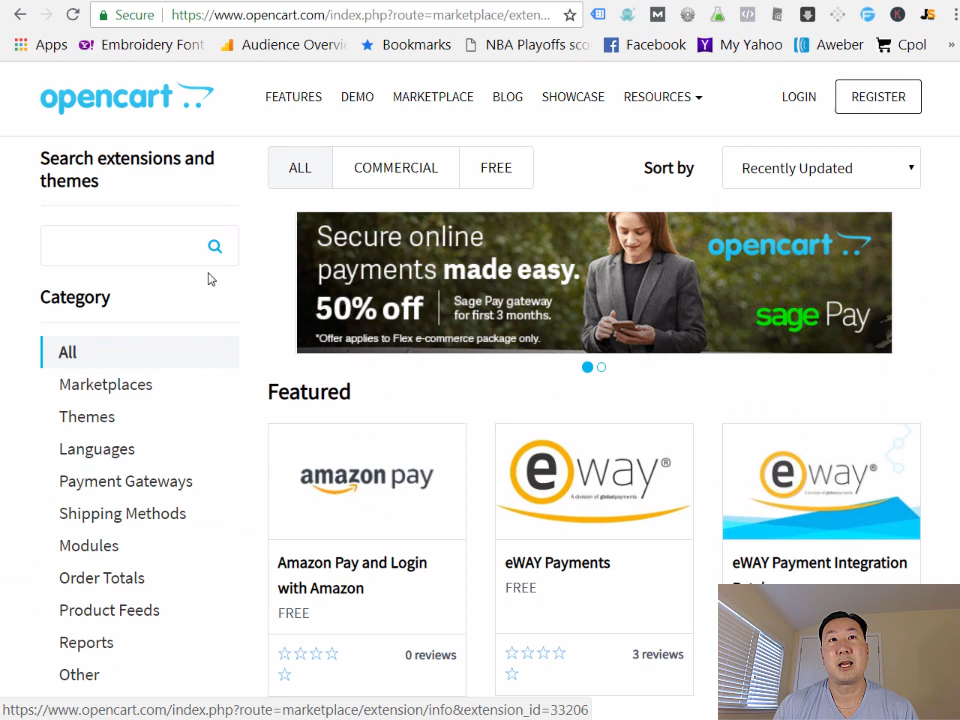 Secure https://www.opencart.com/index.php?route=marketplace/exten...
Apps Embroidery Font Audience Overvi Bookmarks NBA Playoffs sco Facebook My Yahoo Aweber Cpol »
opencart FEATURES DEMO MARKETPLACE BLOG SHOWCASE RESOURCES LOGIN REGISTER
Search extensions and
themes
ALL COMMERCIAL FREE Sort by Recently Updated
Secure online
payments made easy.
50% off Sage Pay gateway
for first 3 months.
*Offer applies to Flex e-commerce package only.
opencart
sage Pay
Category
All
Marketplaces
Themes
Languages
Payment Gateways
Shipping Methods
Modules
Order Totals
Product Feeds
Reports
Other
Featured
amazon pay
Amazon Pay and Login
with Amazon
FREE
0 reviews
eway®
A division of globalpayments
eWAY Payments
FREE
3 reviews
eway®
eWAY Payment Integration
https://www.opencart.com/index.php?route=marketplace/extension/info&extension_id=33206